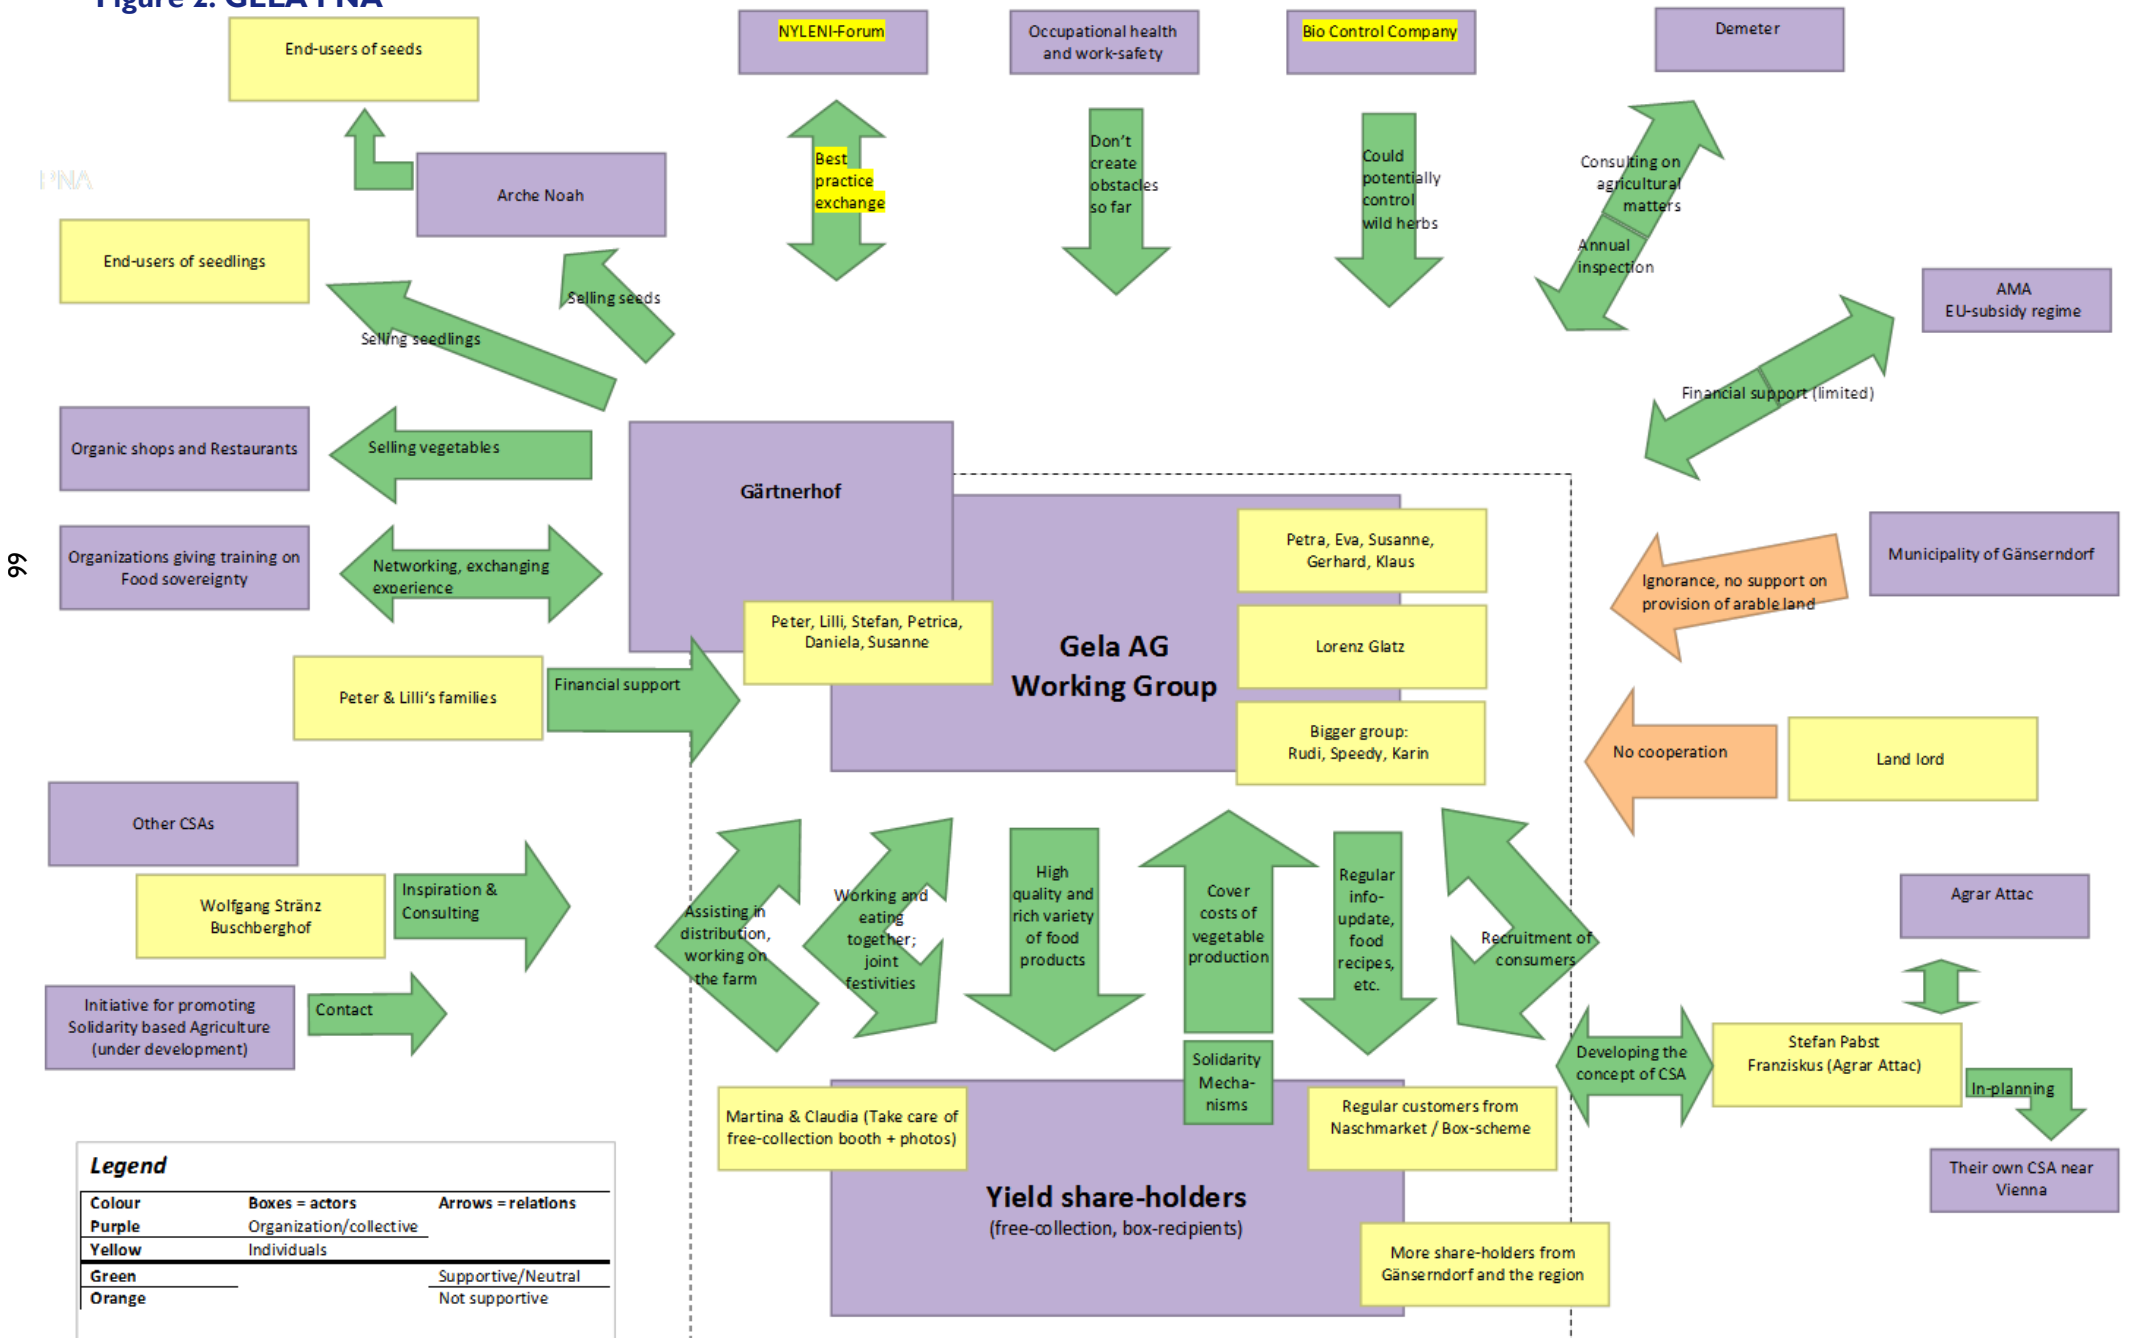 Figure 2. GELA PNA
End-users of seeds
NYLENI-Forum
Occupational health
and work-safety
Bio Control Company
Demeter
Best
practice
exchange
Don't
create
obstacles
so far
Could
potentially
control
wild herbs
Consulting on
agricultural
matters
Annual
inspection
PNA
Arche Noah
End-users of seedlings
Selling seeds
Selling seedlings
AMA
EU-subsidy regime
Financial support (limited)
Organic shops and Restaurants
Selling vegetables
Gärtnerhof
Organizations giving training on
Food sovereignty
Networking, exchanging
experience
Petra, Eva, Susanne,
Gerhard, Klaus
Ignorance, no support on
provision of arable land
Municipality of Gänserndorf
66
Peter, Lilli, Stefan, Petrica,
Daniela, Susanne
Gela AG
Working Group
Lorenz Glatz
Peter & Lilli's families
Financial support
Bigger group:
Rudi, Speedy, Karin
No cooperation
Land lord
Other CSAs
Wolfgang Stränz
Buschberghof
Inspiration &
Consulting
Initiative for promoting
Solidarity based Agriculture
(under development)
Contact
Assisting in
distribution,
working on
the farm
Working and
eating
together;
joint
festivities
High
quality and
rich variety
of food
products
Cover
costs of
vegetable
production
Solidarity
Mecha-
nisms
Regular
info-
update,
food
recipes,
etc.
Recruitment of
consumers
Agrar Attac
Developing the
concept of CSA
Stefan Pabst
Franziskus (Agrar Attac)
In-planning
Their own CSA near
Vienna
Martina & Claudia (Take care of
free-collection booth + photos)
Regular customers from
Naschmarket / Box-scheme
Yield share-holders
(free-collection, box-recipients)
More share-holders from
Gänserndorf and the region
Legend
Colour Boxes = actors Arrows = relations
Purple Organization/collective
Yellow Individuals
Green Supportive/Neutral
Orange Not supportive